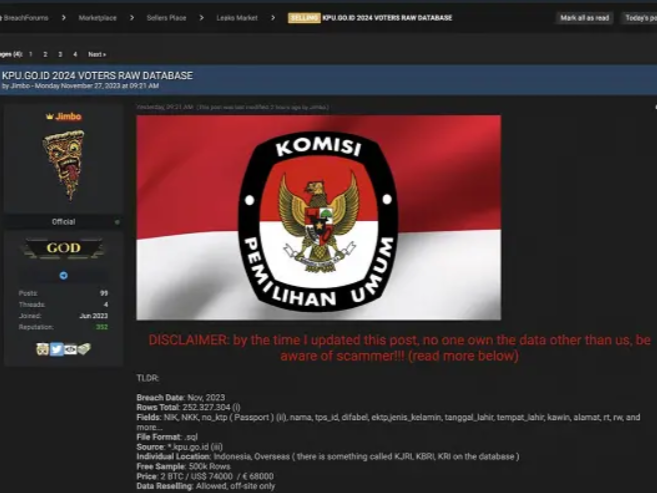 BreachForums > Marketplace > Sellers Place > Leaks Market > SELLING KPU.GO.ID 2024 VOTERS RAW DATABASE
Mark all as read
Today's po
ages (4): 1 2 3 4 Next »
KPU.GO.ID 2024 VOTERS RAW DATABASE
by Jimbo - Monday November 27, 2023 at 09:21 AM
Yesterday, 09:21 AM (This post was last modified: 2 hours ago by Jimbo.)
Jimbo
Official
GOD
Posts: 99
Threads: 4
Joined: Jun 2023
Reputation: 352
KOMISI
PEMILIHAN UMUM
DISCLAIMER: by the time I updated this post, no one own the data other than us, be
aware of scammer!!! (read more below)
TLDR:
Breach Date: Nov, 2023
Rows Total: 252.327.304 (i)
Fields: NIK, NKK, no_ktp ( Passport ) (ii), nama, tps_id, difabel, ektp,jenis_kelamin, tanggal_lahir, tempat_lahir, kawin, alamat, rt, rw, and
more...
File Format: .sql
Source: *.kpu.go.id (iii)
Individual Location: Indonesia, Overseas ( there is something called KJRI, KBRI, KRI on the database )
Free Sample: 500k Rows
Price: 2 BTC / US$ 74000 / € 68000
Data Reselling: Allowed, off-site only